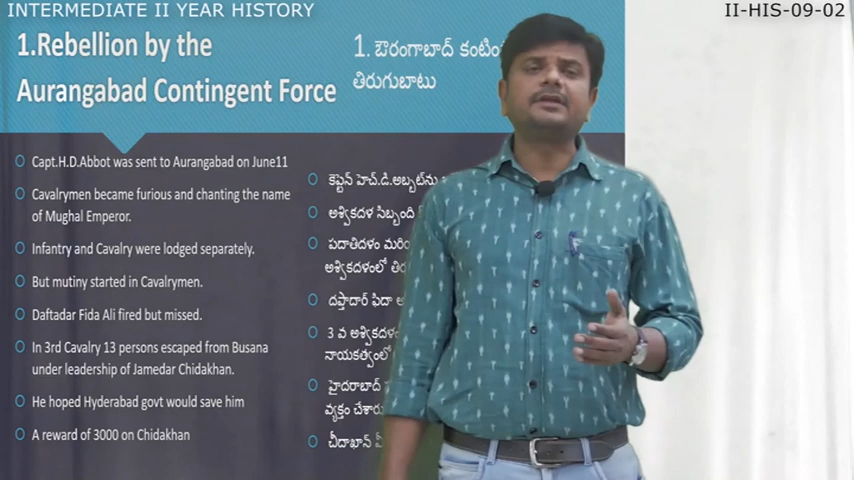 INTERMEDIATE II YEAR HISTORY
II-HIS-09-02
1.Rebellion by the
Aurangabad Contingent Force
1. ఔరంగాబాద్
తిరుగుబాటు
Capt.H.D.Abbot was sent to Aurangabad on June11
Cavalrymen became furious and chanting the name
of Mughal Emperor.
Infantry and Cavalry were lodged separately.
But mutiny started in Cavalrymen.
Daftadar Fida Ali fired but missed.
In 3rd Cavalry 13 persons escaped from Busana
under leadership of Jamedar Chidakhan.
He hoped Hyderabad govt would save him
A reward of 3000 on Chidakhan
కెప్టెన్ హెచ్.డి.అబ్బట్‌ను
అశ్వికదళ సిబ్బంది
పదాతిదళం
అశ్వికదళంలో
దఫ్తాదార్ ఫిదా
3 వ అశ్వికదళం
నాయకత్వంలో
హైదరాబాద్
వ్యక్తం
చీదాఖాన్